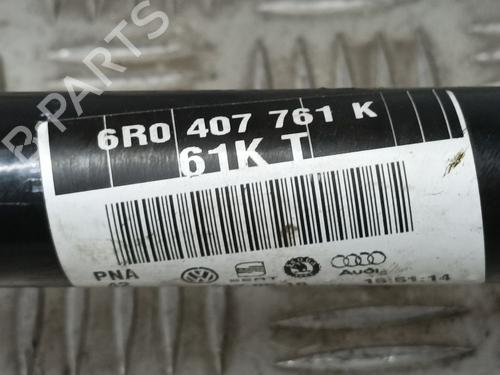 B-PARTS
6R0 407 761 K
61K T
PNA
SEAT
Audi